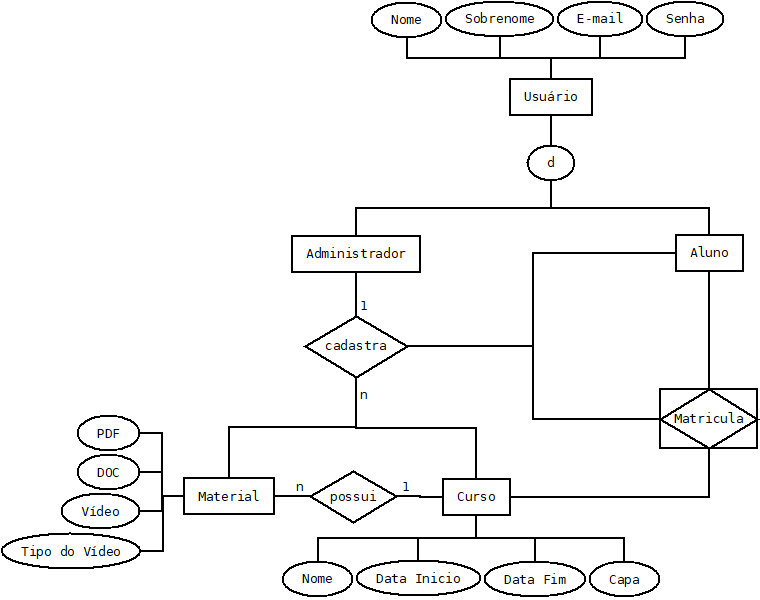 Nome
Sobrenome
E-mail
Senha
Usuário
d
Administrador
Aluno
1
cadastra
n
Matricula
PDF
DOC
Vídeo
Tipo do Vídeo
Material
n
possui
1
Curso
Nome
Data Inicio
Data Fim
Capa